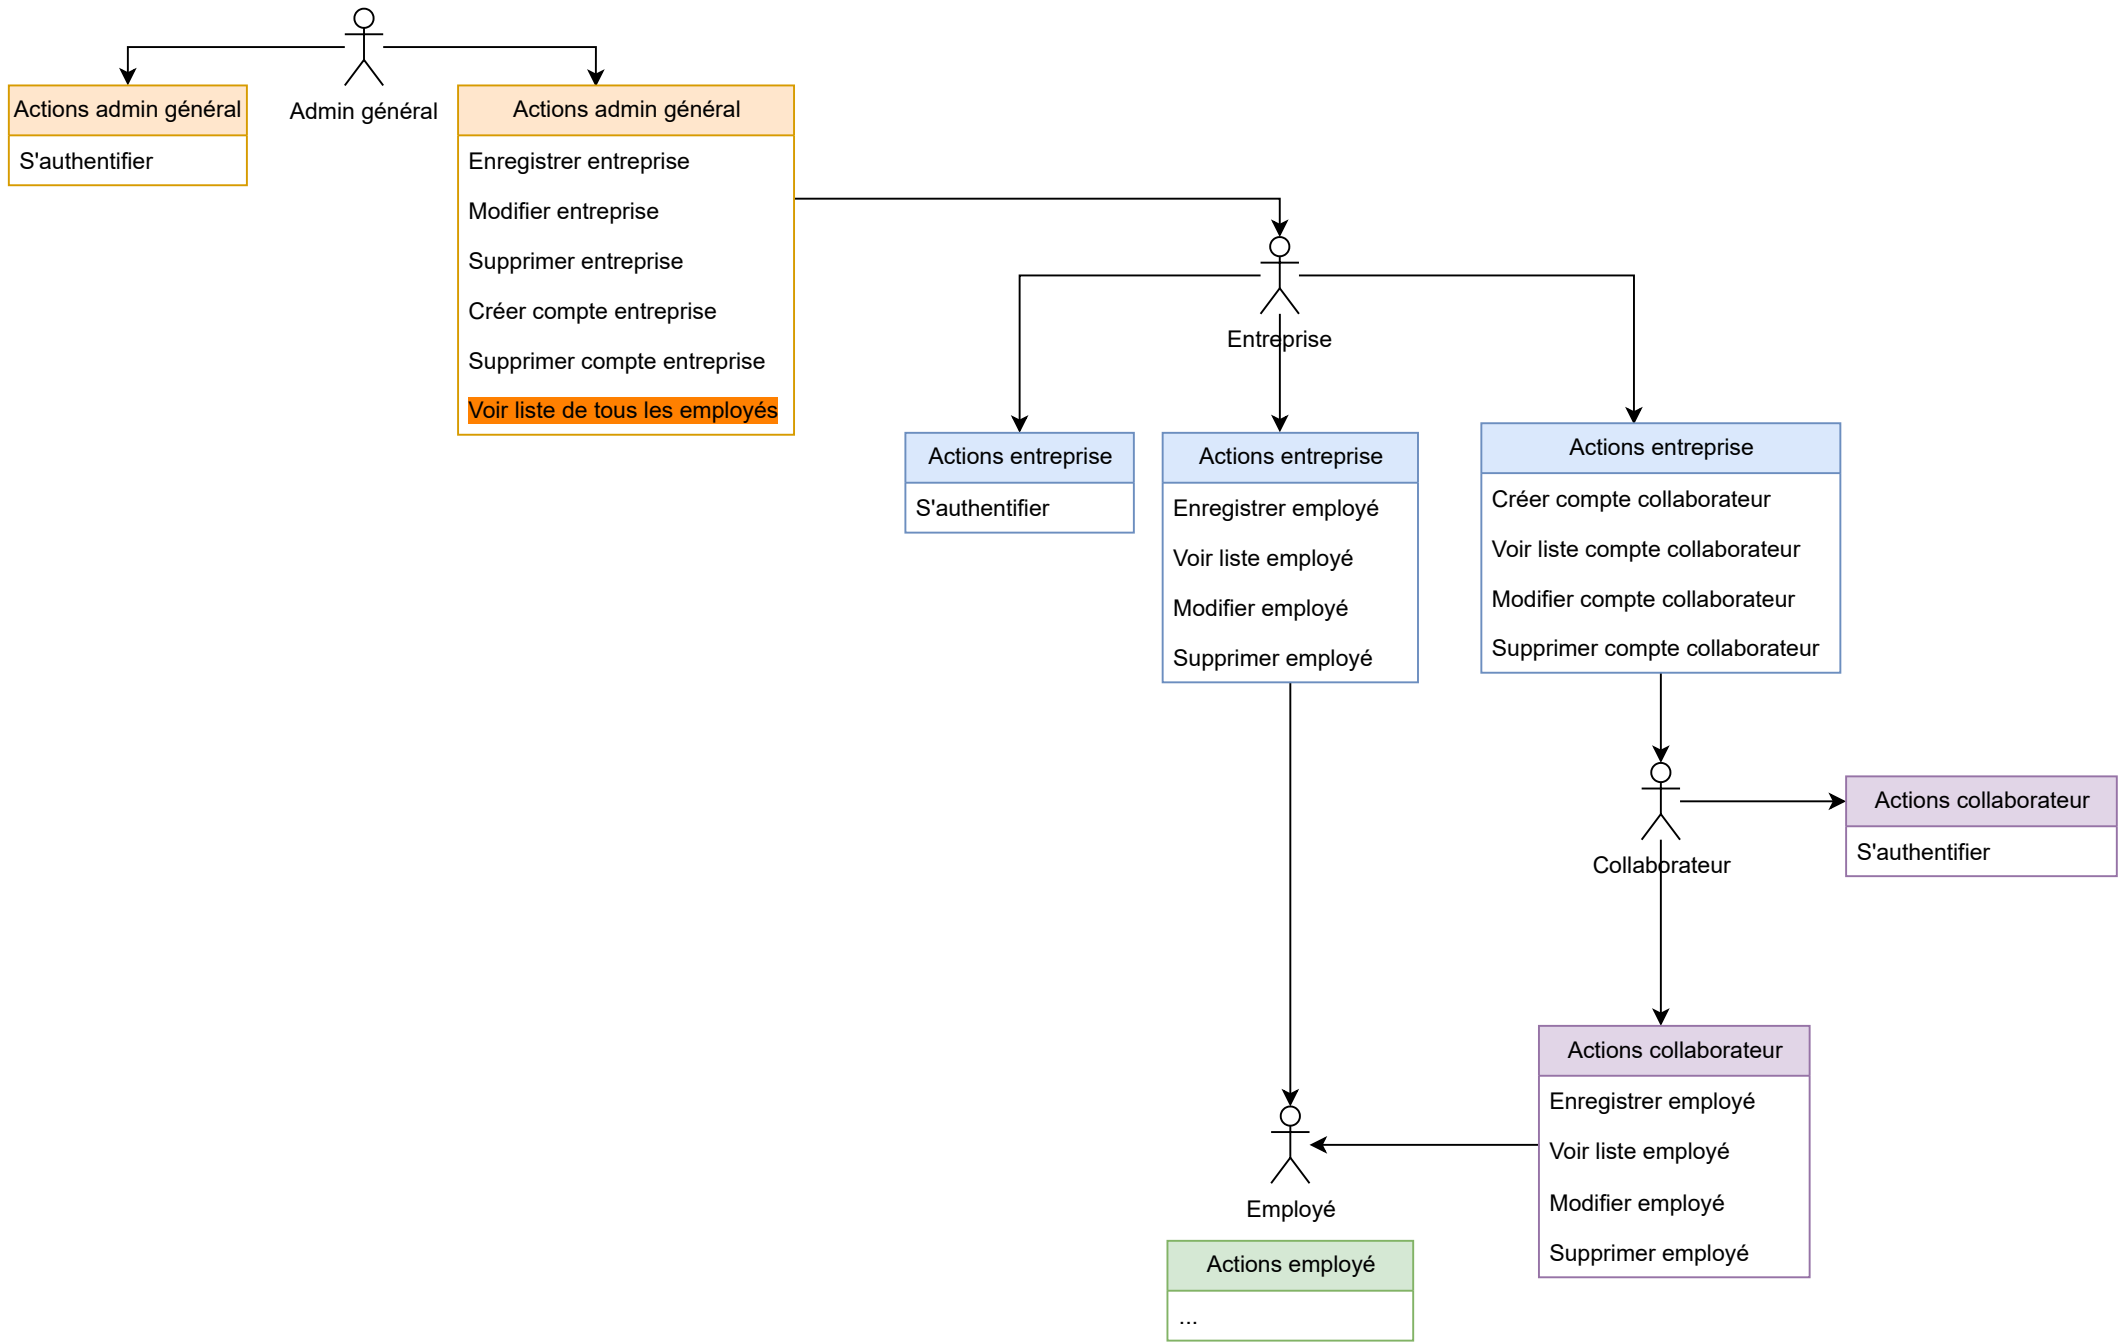 Admin général
Actions admin général
S'authentifier
Actions admin général
Enregistrer entreprise
Modifier entreprise
Supprimer entreprise
Créer compte entreprise
Supprimer compte entreprise
Voir liste de tous les employés
Entreprise
Actions entreprise
S'authentifier
Actions entreprise
Enregistrer employé
Voir liste employé
Modifier employé
Supprimer employé
Actions entreprise
Créer compte collaborateur
Voir liste compte collaborateur
Modifier compte collaborateur
Supprimer compte collaborateur
Collaborateur
Actions collaborateur
S'authentifier
Actions collaborateur
Enregistrer employé
Voir liste employé
Modifier employé
Supprimer employé
Employé
Actions employé
...